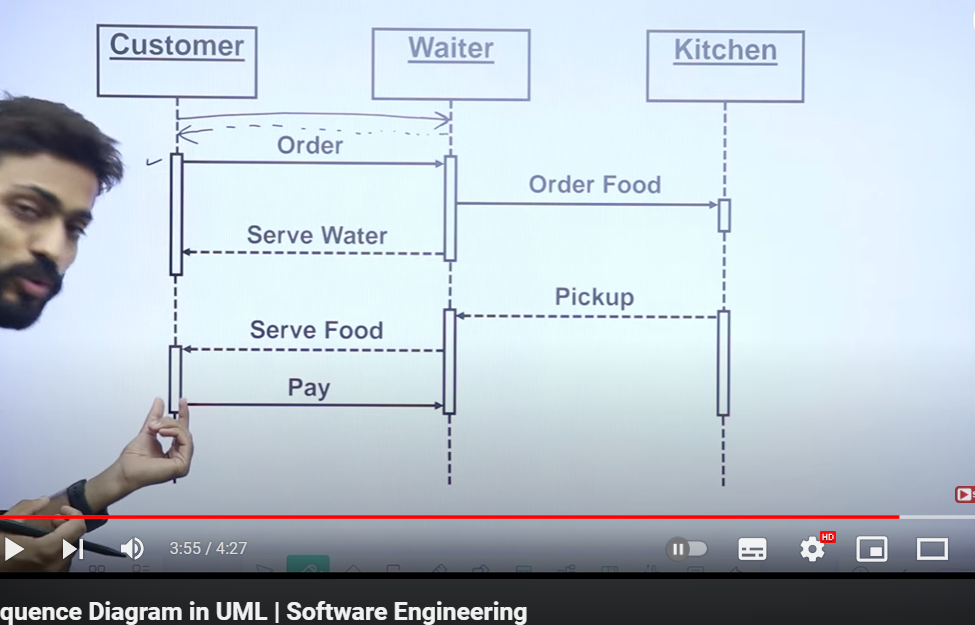 Customer
Waiter
Kitchen
Order
Order Food
Serve Water
Pickup
Serve Food
Pay
3:55 / 4:27
HD
quence Diagram in UML | Software Engineering